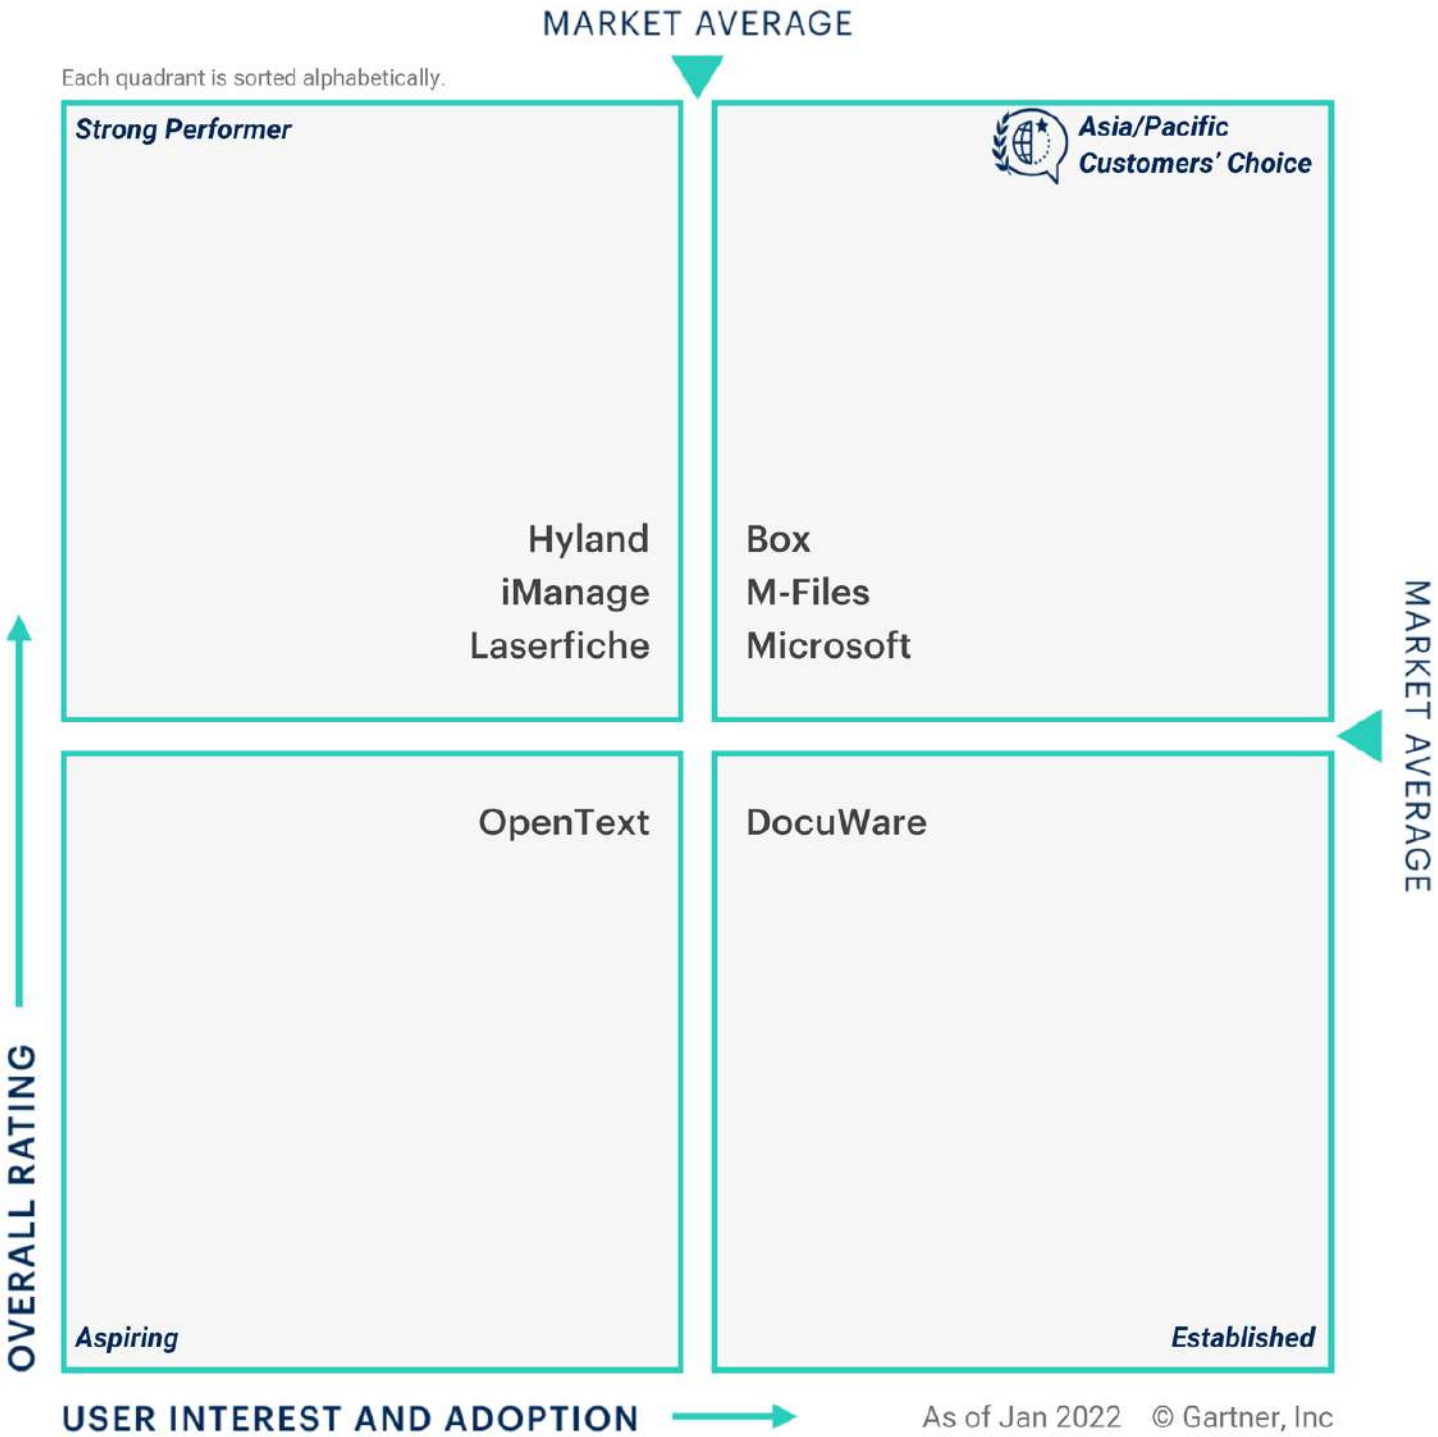 MARKET AVERAGE
Each quadrant is sorted alphabetically.
Strong Performer
Asia/Pacific
Customers’ Choice
Hyland
iManage
Laserfiche
Box
M-Files
Microsoft
MARKET AVERAGE
OpenText
DocuWare
OVERALL RATING
Aspiring
Established
USER INTEREST AND ADOPTION
As of Jan 2022 © Gartner, Inc